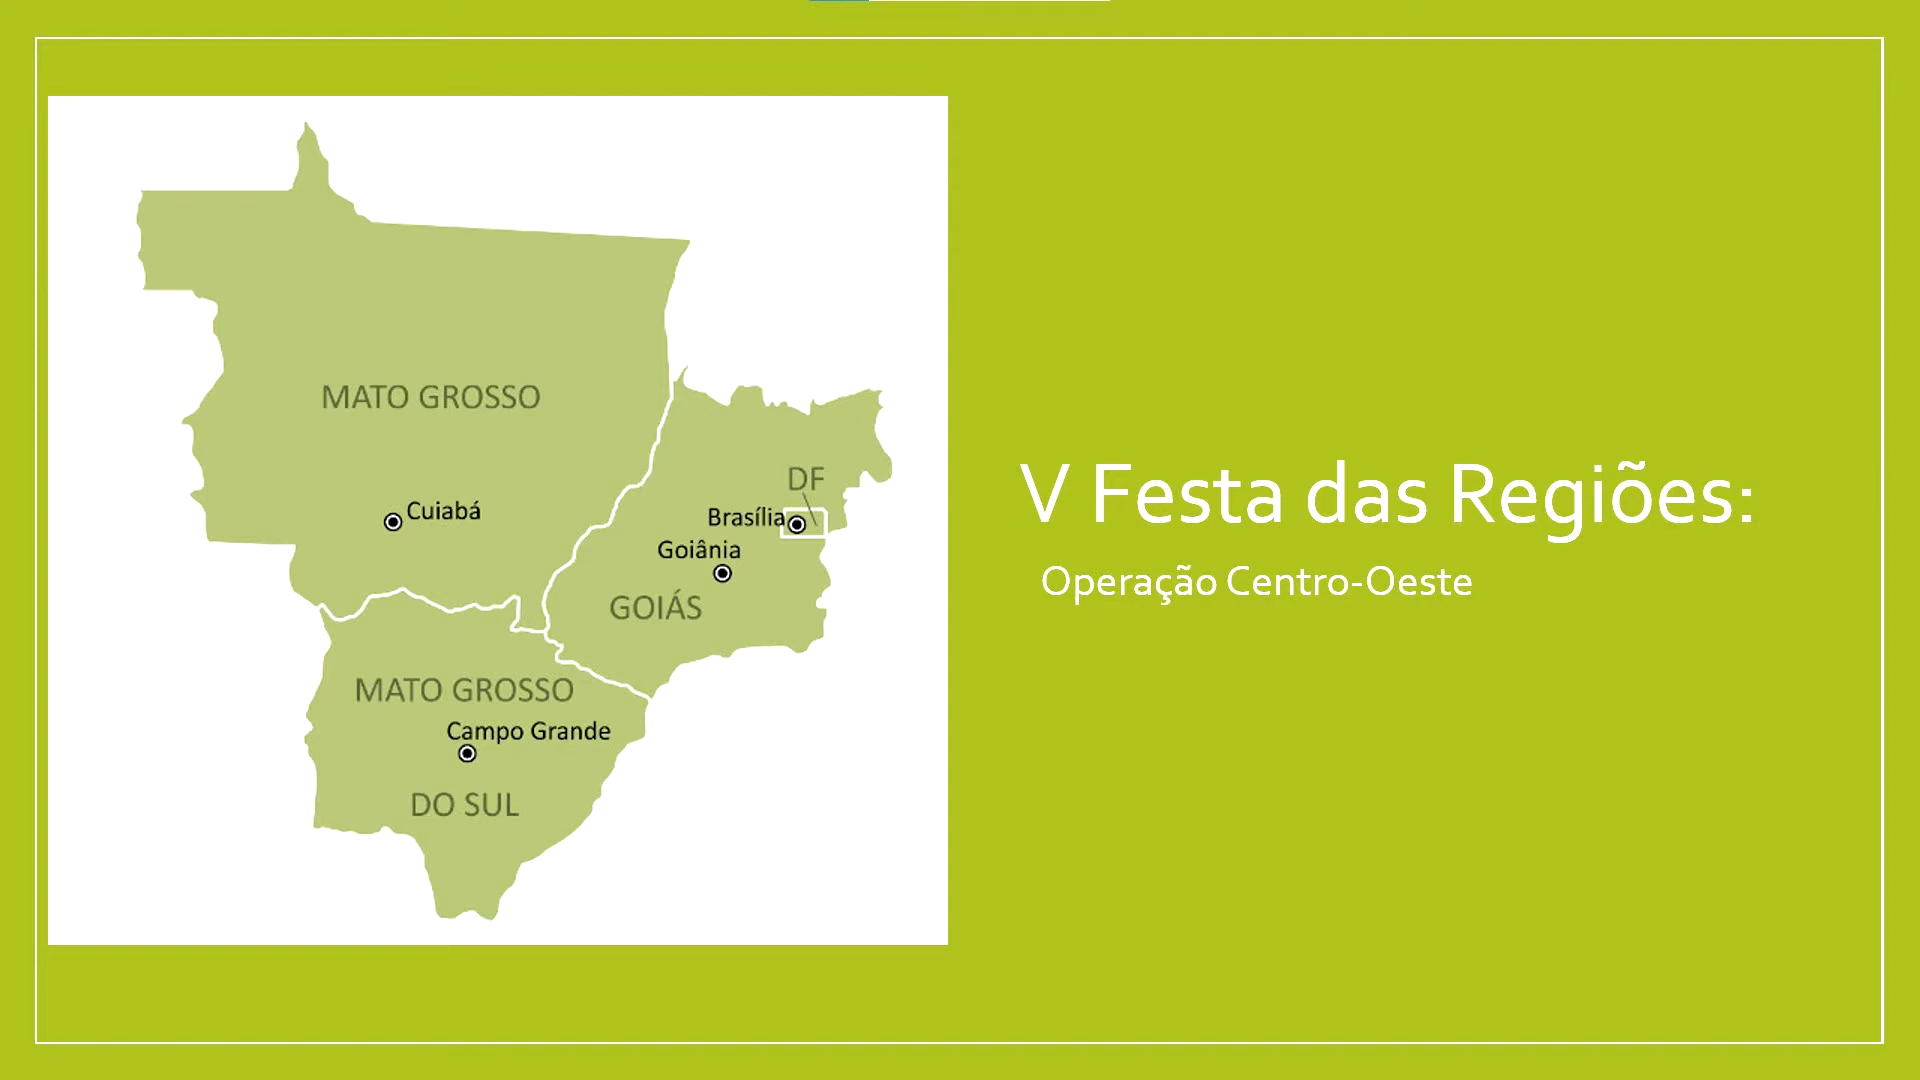 MATO GROSSO
Cuiabá
DF
Brasília
Goiânia
GOIÁS
MATO GROSSO
Campo Grande
DO SUL
V Festa das Regiões:
Operação Centro-Oeste